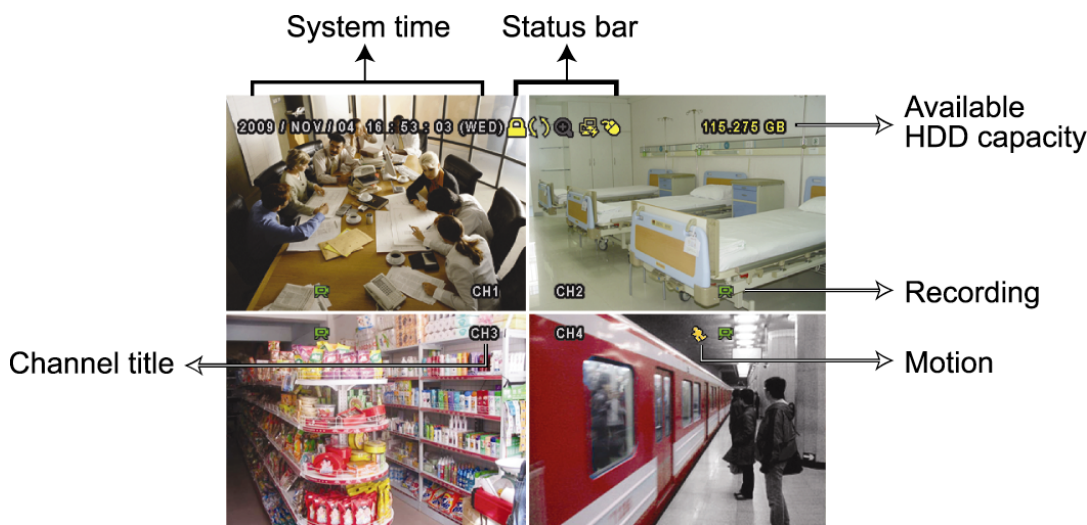 System time
Status bar
2009 / NOV / 04 16 : 53 : 03 (WED)
115.275 GB
Available
HDD capacity
CH1
CH2
Recording
CH3
CH4
Channel title
Motion